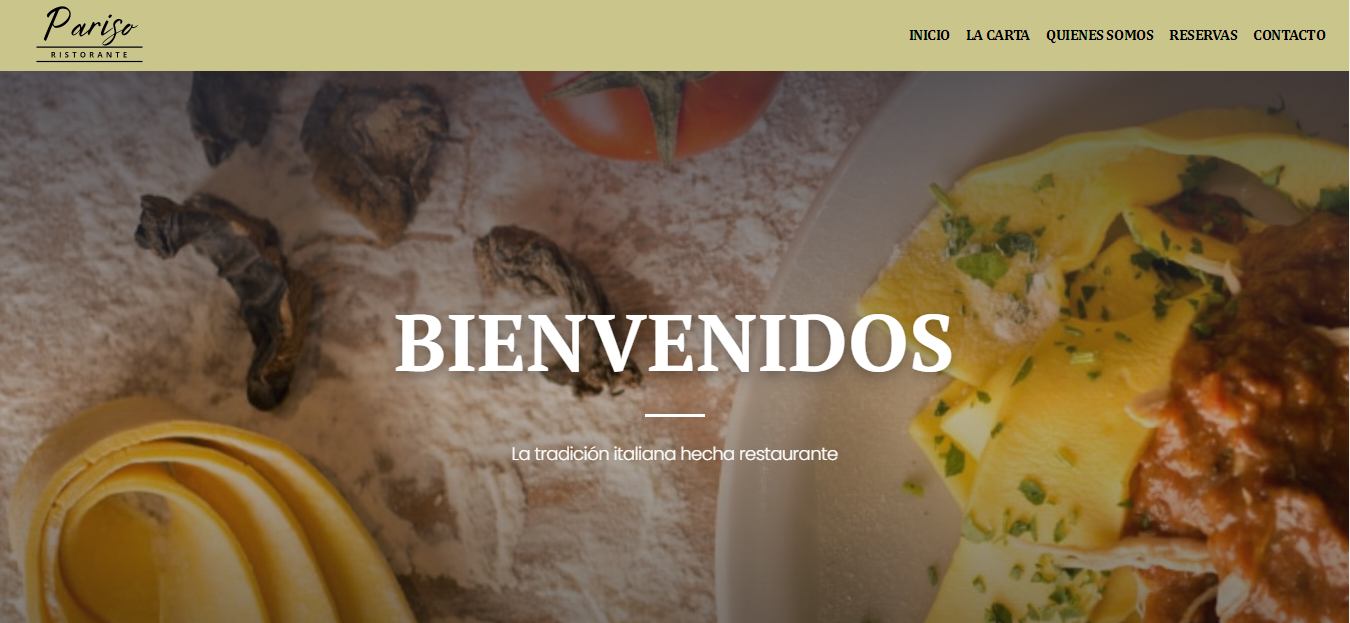 Pariso
RISTORANTE
INICIO LA CARTA QUIENES SOMOS RESERVAS CONTACTO
BIENVENIDOS
La tradición italiana hecha restaurante